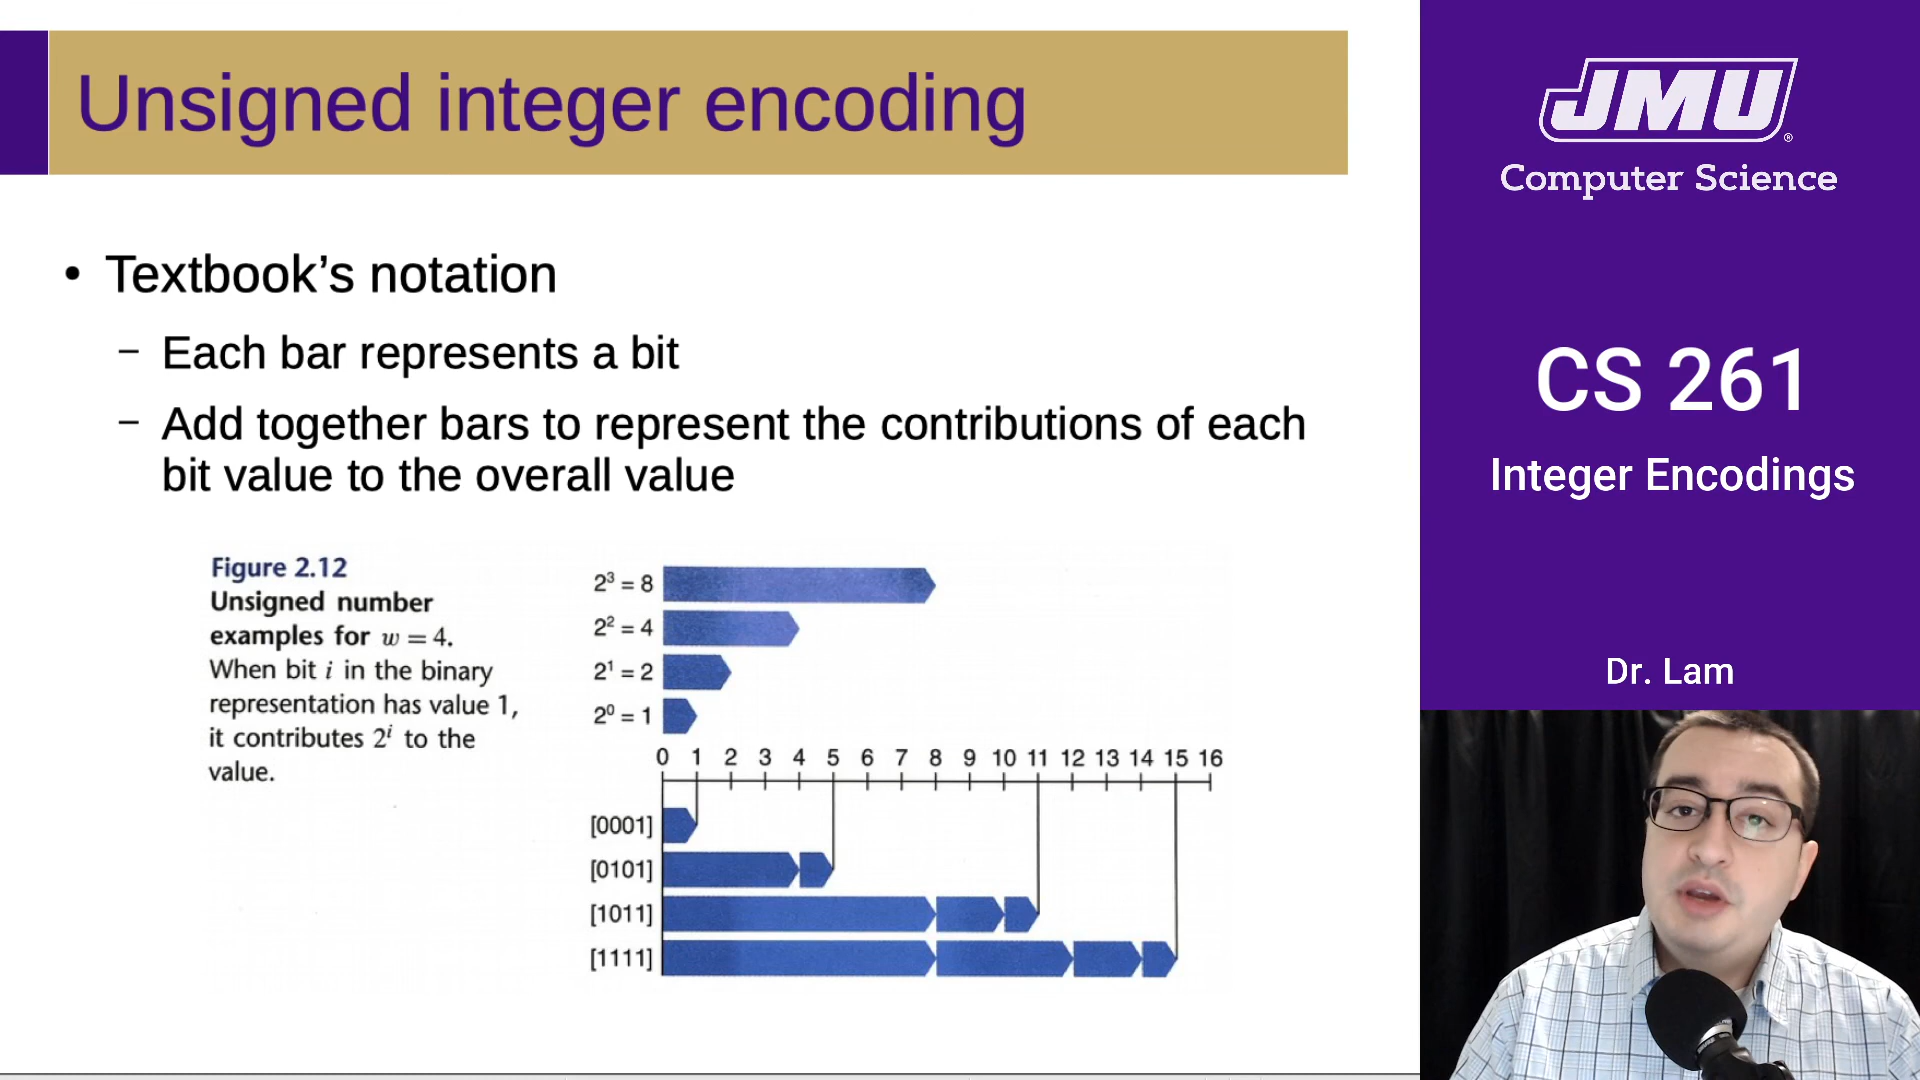 Unsigned integer encoding
• Textbook’s notation
– Each bar represents a bit
– Add together bars to represent the contributions of each
bit value to the overall value
Figure 2.12
Unsigned number
examples for w = 4.
When bit i in the binary
representation has value 1,
it contributes 2^i to the
value.
2³ = 8
2² = 4
2¹ = 2
2⁰ = 1
0 1 2 3 4 5 6 7 8 9 10 11 12 13 14 15 16
[0001]
[0101]
[1011]
[1111]
JMU®
Computer Science
CS 261
Integer Encodings
Dr. Lam